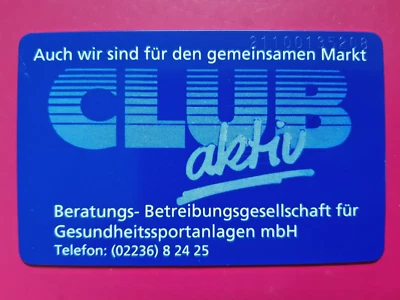 21100135208
Auch wir sind für den gemeinsamen Markt
CLUB
aktiv
Beratungs- Betreibungsgesellschaft für
Gesundheitssportanlagen mbH
Telefon: (02236) 8 24 25